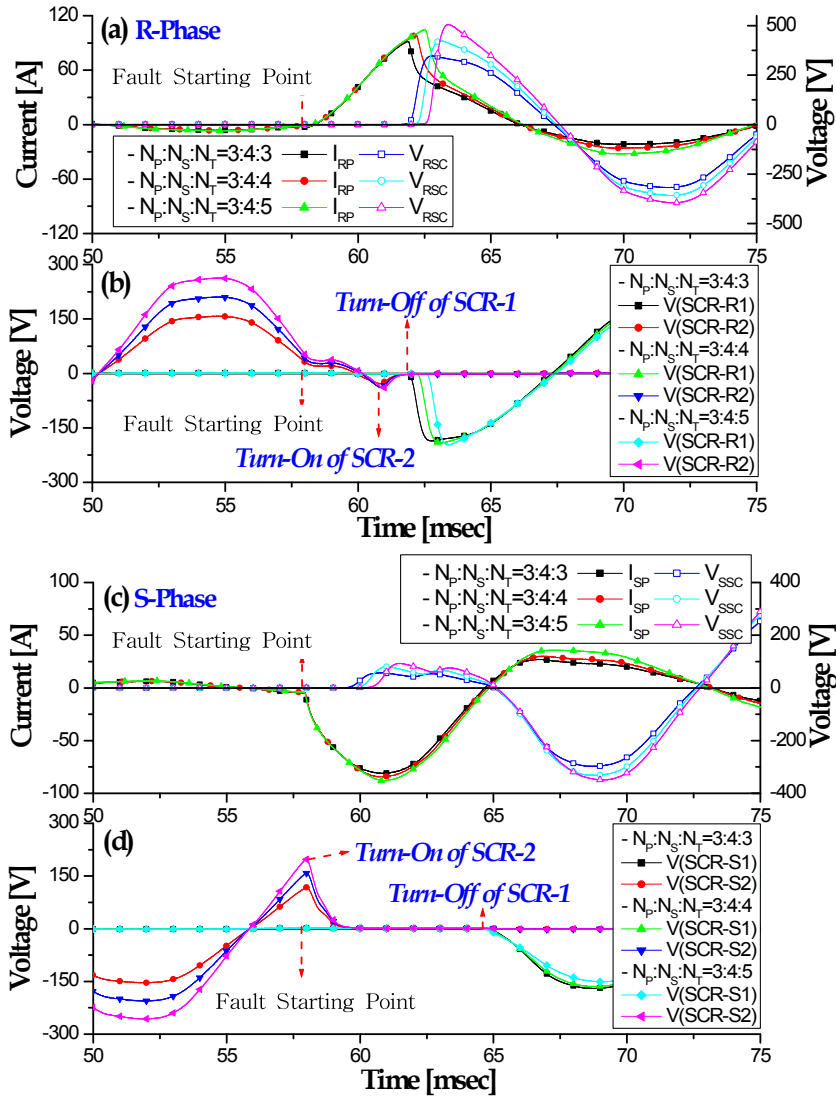 (a) R-Phase
Fault Starting Point
- N_P:N_S:N_T=3:4:3 I_RP V_RSC
- N_P:N_S:N_T=3:4:4 I_RP V_RSC
- N_P:N_S:N_T=3:4:5 I_RP V_RSC
Current [A]
120
60
0
-60
-120
Voltage [V]
500
250
0
-250
-500
50 55 60 65 70 75
(b)
Turn-Off of SCR-1
Fault Starting Point
Turn-On of SCR-2
- N_P:N_S:N_T=3:4:3
V(SCR-R1)
V(SCR-R2)
- N_P:N_S:N_T=3:4:4
V(SCR-R1)
V(SCR-R2)
- N_P:N_S:N_T=3:4:5
V(SCR-R1)
V(SCR-R2)
Voltage [V]
300
150
0
-150
-300
50 55 60 65 70 75
Time [msec]
- N_P:N_S:N_T=3:4:3 I_SP V_SSC
- N_P:N_S:N_T=3:4:4 I_SP V_SSC
- N_P:N_S:N_T=3:4:5 I_SP V_SSC
(c) S-Phase
Fault Starting Point
Current [A]
100
50
0
-50
-100
Voltage [V]
400
200
0
-200
-400
50 55 60 65 70 75
(d)
Turn-On of SCR-2
Turn-Off of SCR-1
Fault Starting Point
- N_P:N_S:N_T=3:4:3
V(SCR-S1)
V(SCR-S2)
- N_P:N_S:N_T=3:4:4
V(SCR-S1)
V(SCR-S2)
- N_P:N_S:N_T=3:4:5
V(SCR-S1)
V(SCR-S2)
Voltage [V]
300
150
0
-150
-300
50 55 60 65 70 75
Time [msec]